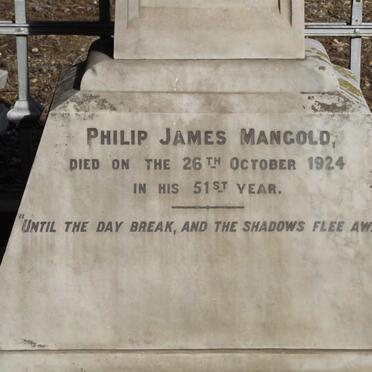 PHILIP JAMES MANGOLD,
DIED ON THE 26TH OCTOBER 1924
IN HIS 51ST YEAR.
"UNTIL THE DAY BREAK, AND THE SHADOWS FLEE AW